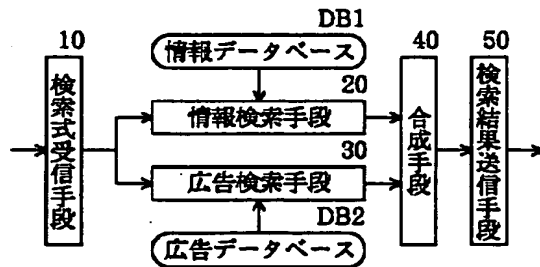 DB1
10
情報データベース
40
50
20
検索式受信手段
情報検索手段
合成手段
検索結果送信手段
30
広告検索手段
DB2
広告データベース